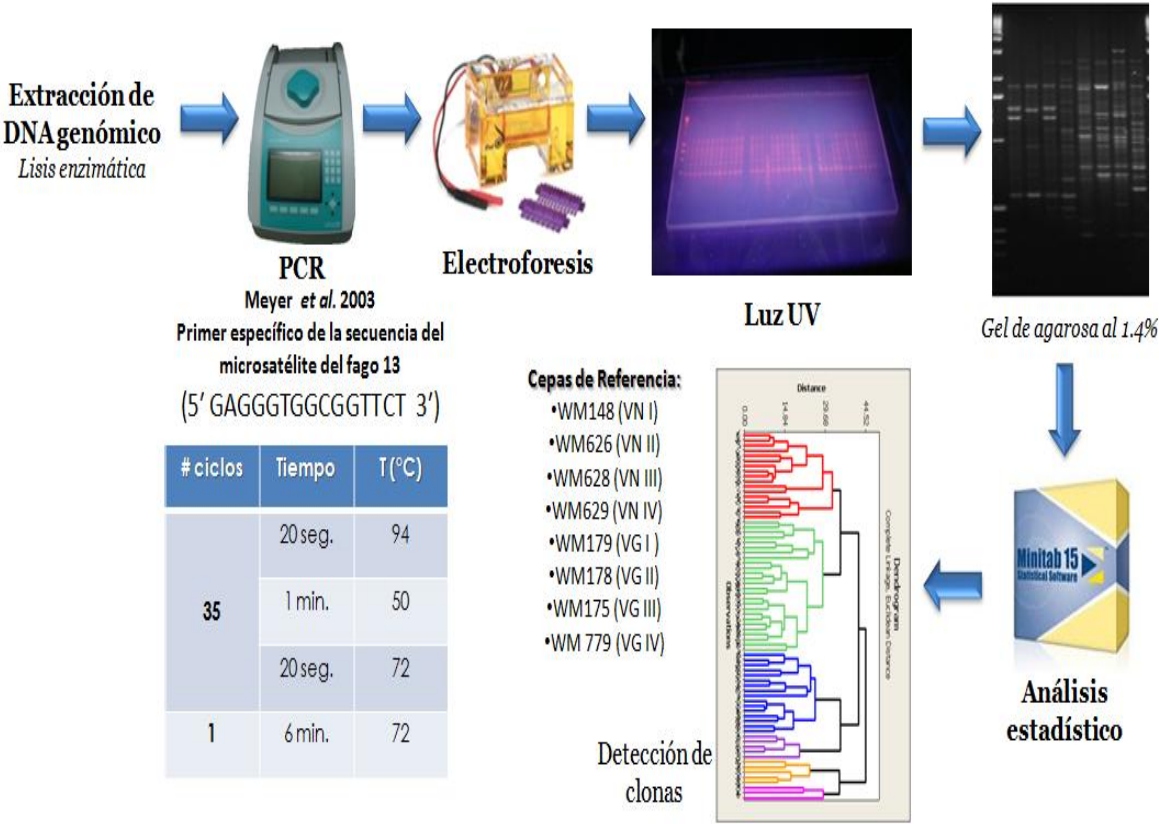 Extracción de
DNA genómico
Lisis enzimática
PCR
Meyer et al. 2003
Primer específico de la secuencia del
microsatélite del fago 13
(5' GAGGGTGGCGGTTCT 3')
# ciclos Tiempo T (°C)
35 20 seg. 94
1 min. 50
20 seg. 72
1 6 min. 72
Electroforesis
Luz UV
Gel de agarosa al 1.4%
Minitab 15
Statistical Software
Análisis
estadístico
Cepas de Referencia:
•WM148 (VN I)
•WM626 (VN II)
•WM628 (VN III)
•WM629 (VN IV)
•WM179 (VG I )
•WM178 (VG II)
•WM175 (VG III)
•WM 779 (VG IV)
Dendrogram
Complete Linkage, Euclidean Distance
Distance
0.00
14.84
29.68
44.52
Observations
Detección de
clonas